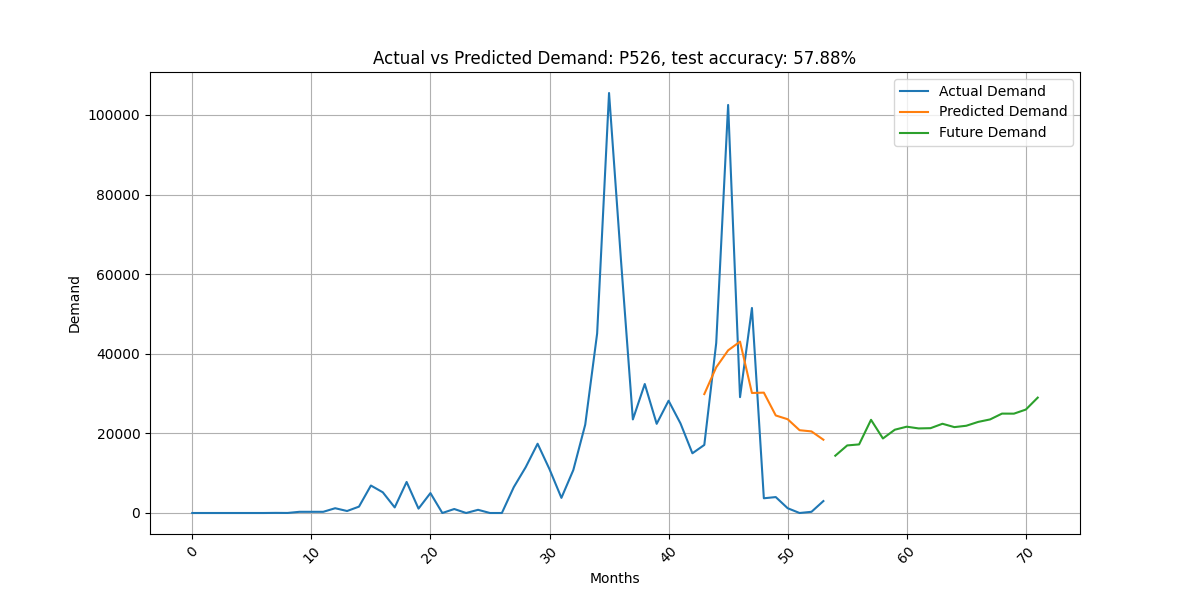 Actual vs Predicted Demand: P526, test accuracy: 57.88%
Actual Demand
Predicted Demand
Future Demand
100000
80000
60000
40000
20000
0
Demand
0
10
20
30
40
50
60
70
Months